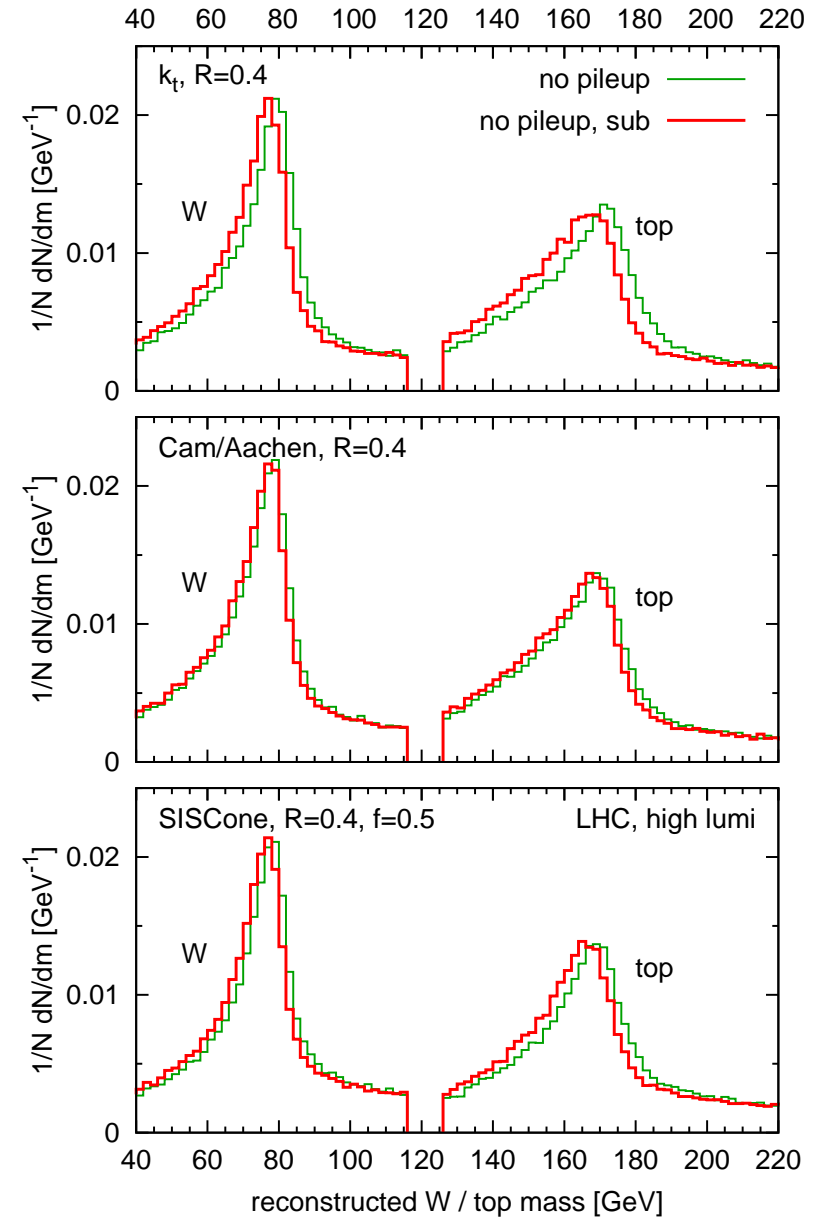 40 60 80 100 120 140 160 180 200 220
k_t, R=0.4
no pileup
no pileup, sub
0.02
0.01
0
W
top
1/N dN/dm [GeV⁻¹]
Cam/Aachen, R=0.4
0.02
0.01
0
W
top
1/N dN/dm [GeV⁻¹]
SISCone, R=0.4, f=0.5 LHC, high lumi
0.02
0.01
0
W
top
1/N dN/dm [GeV⁻¹]
40 60 80 100 120 140 160 180 200 220
reconstructed W / top mass [GeV]